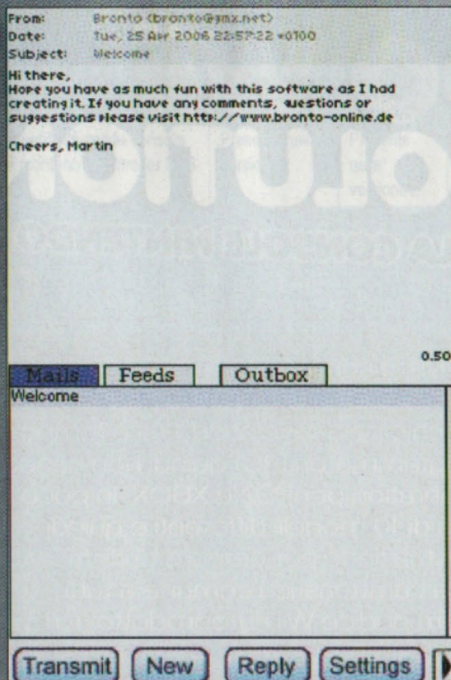 From: Bronto (bronto@gmx.net)
Date: Tue, 25 Apr 2006 22:57:22 +0100
Subject: Welcome
Hi there,
Hope you have as much fun with this software as I had
creating it. If you have any comments, questions or
suggestions please visit http://www.bronto-online.de
Cheers, Martin
0.50
Mails Feeds Outbox
Welcome
Transmit New Reply Settings